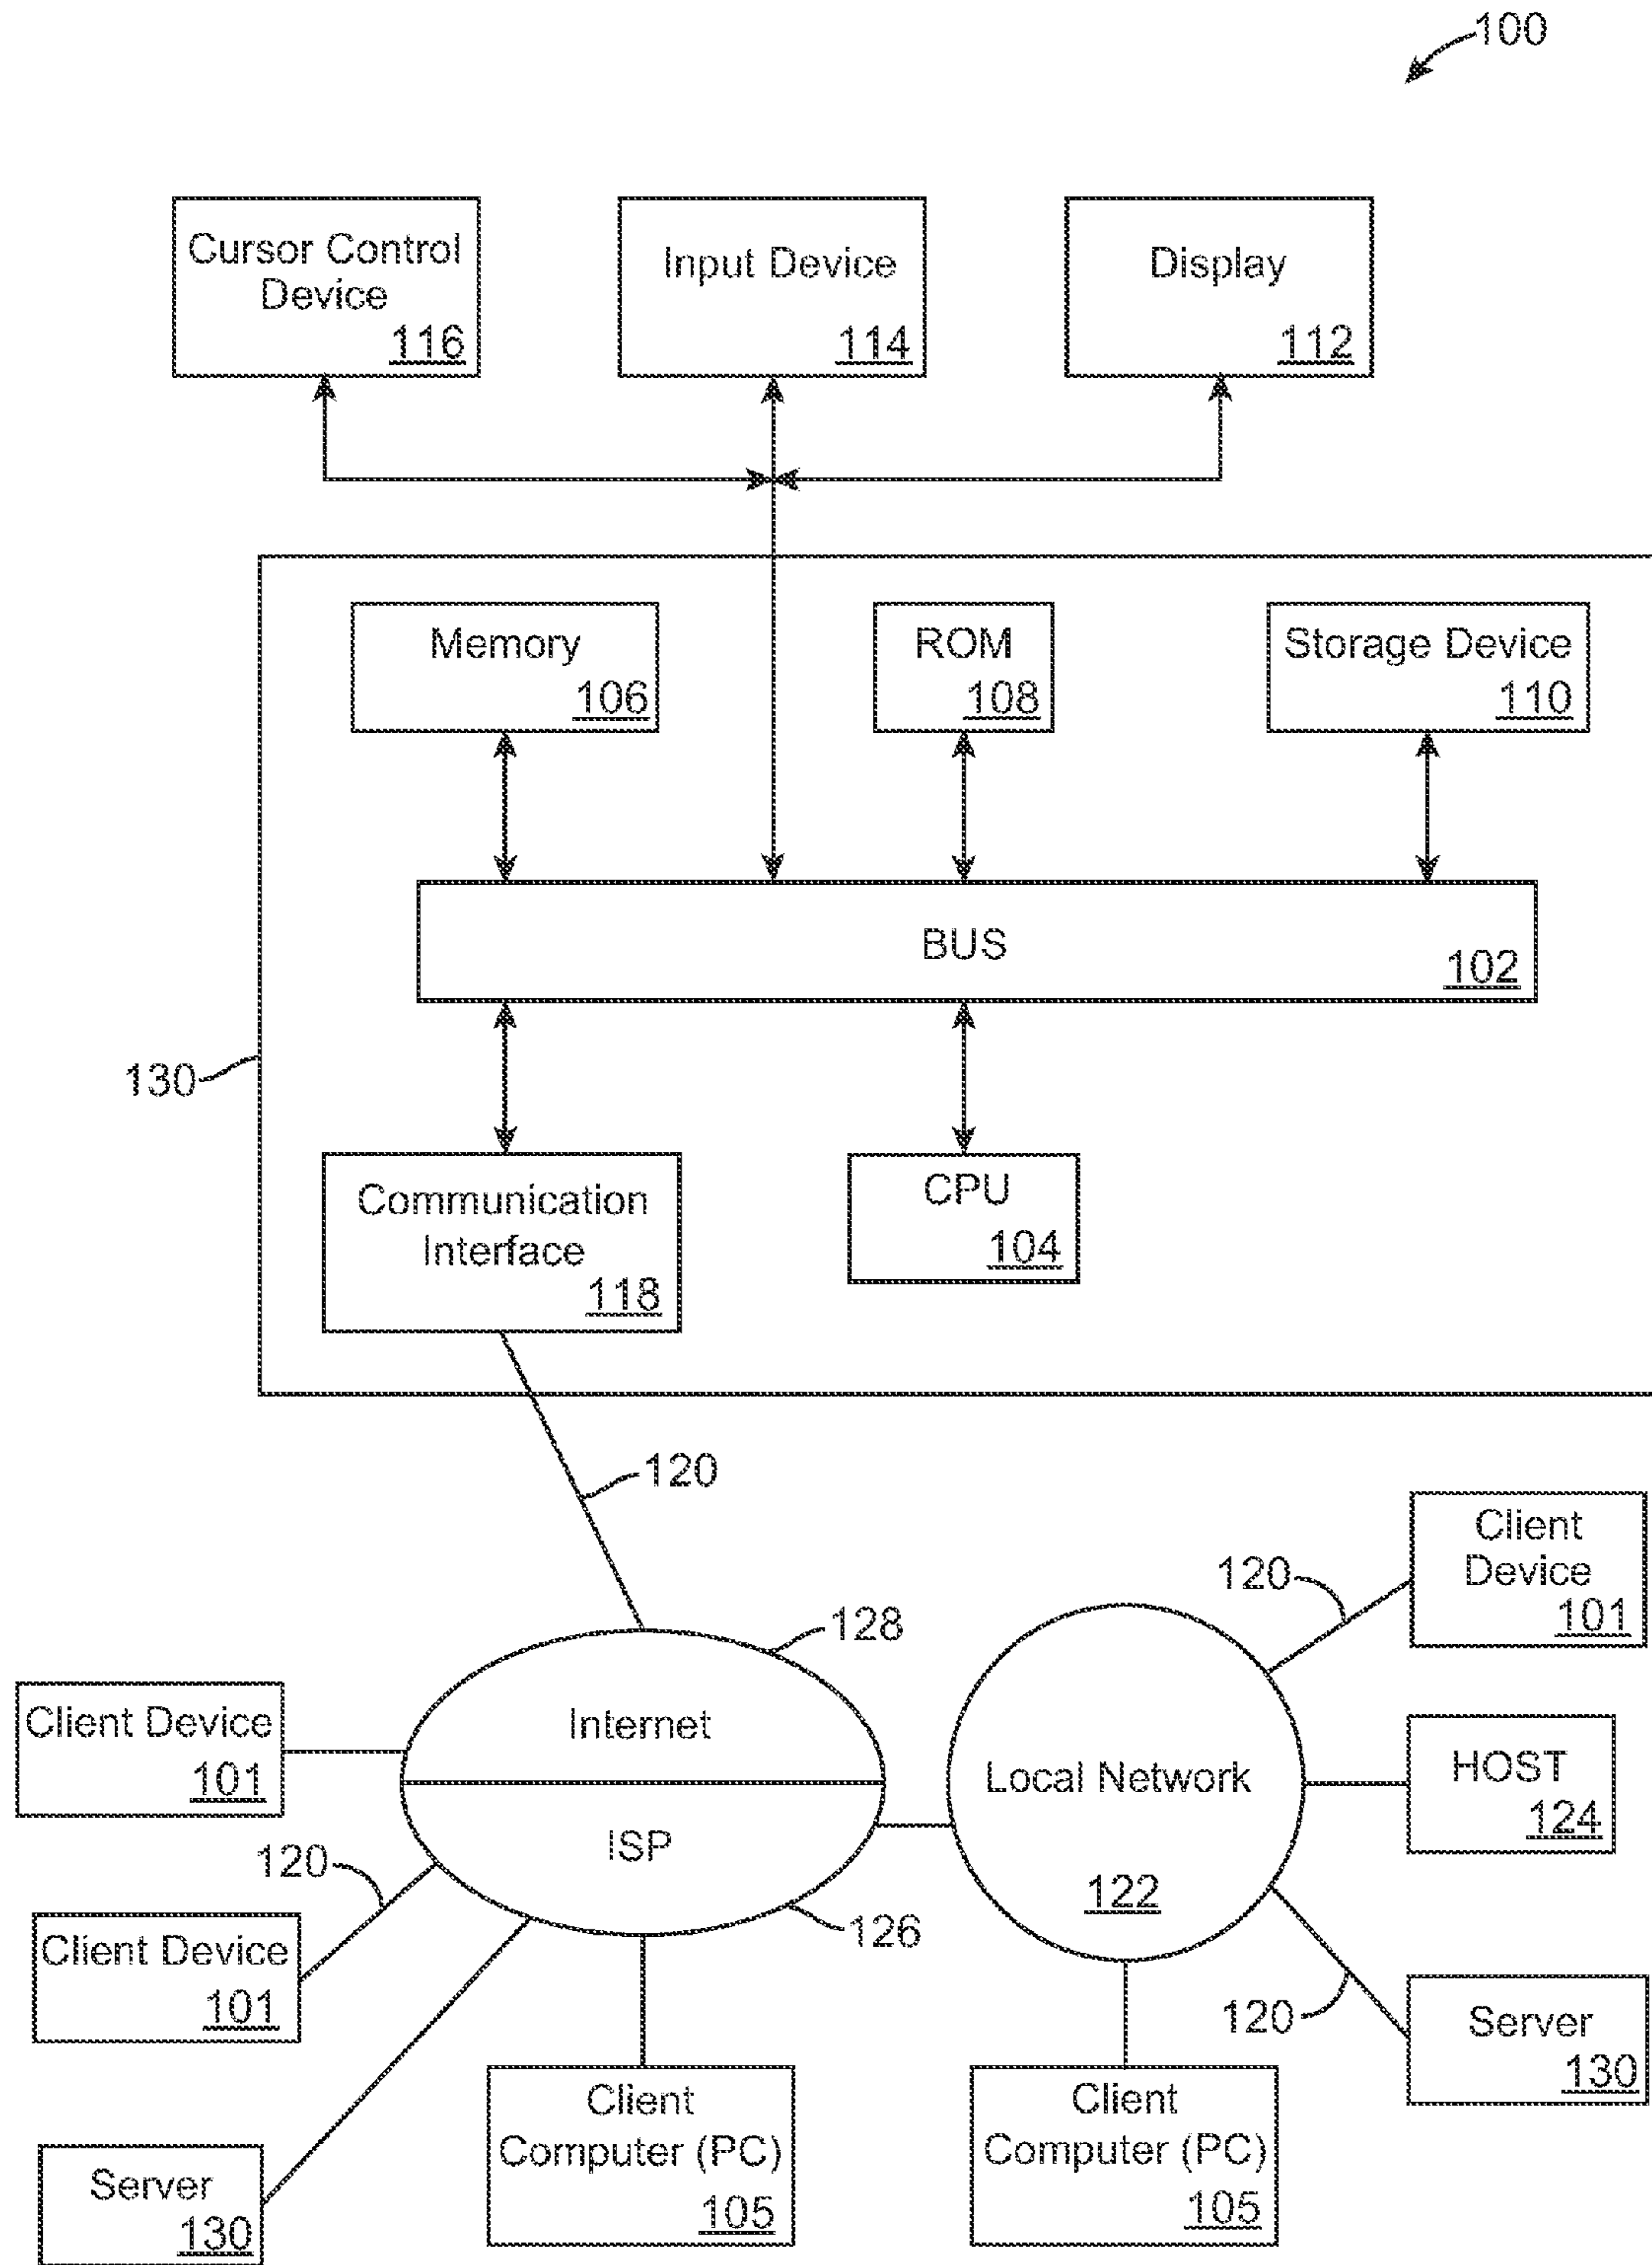 100
Cursor Control
Device
116
Input Device
114
Display
112
Memory
106
ROM
108
Storage Device
110
BUS
102
130
Communication
Interface
118
CPU
104
120
Client
Device
101
120
128
Client Device
101
Internet
Local Network
122
HOST
124
ISP
120
126
Client Device
101
120
Server
130
Client
Computer (PC)
105
Client
Computer (PC)
105
Server
130